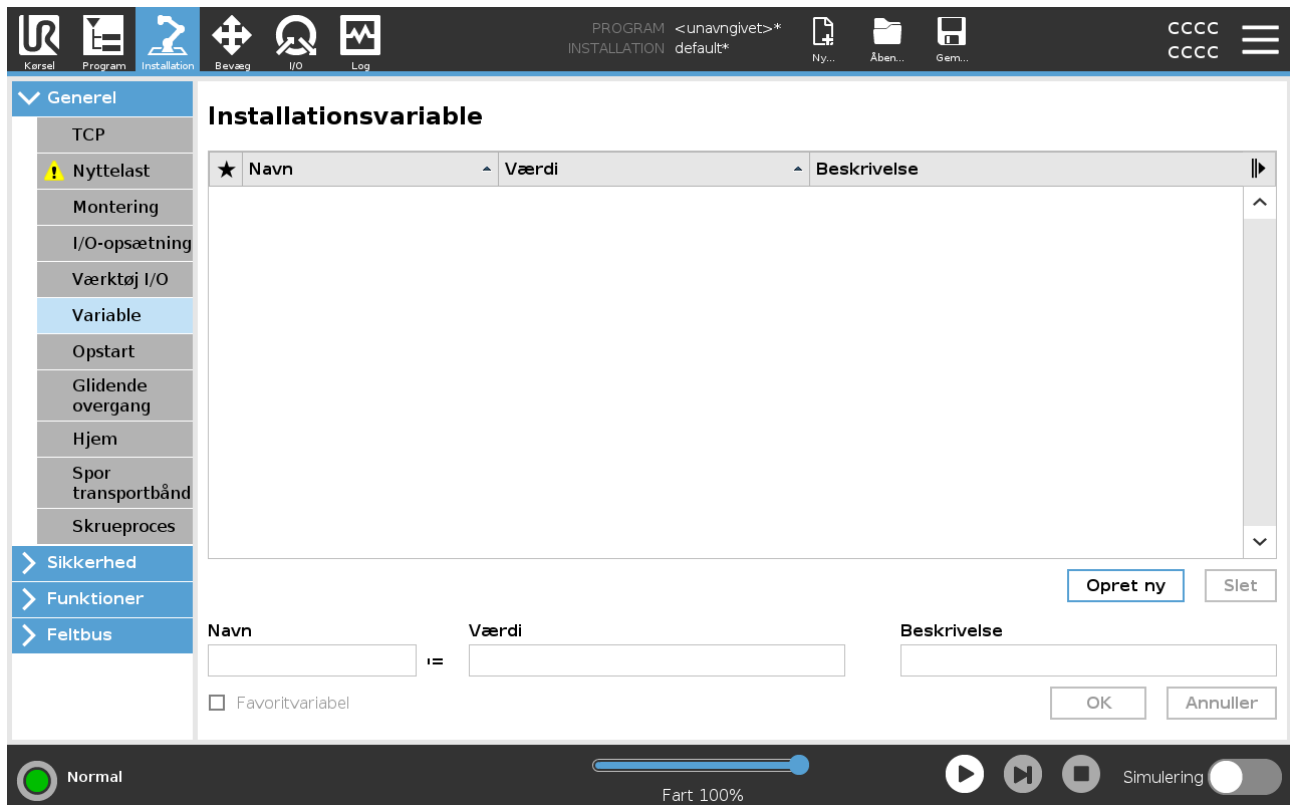 PROGRAM <unavngivet>*
INSTALLATION default*
CCCC
CCCC
Kørsel Program Installation Bevæg I/O Log Ny... Åben... Gem...
Generel
TCP
Nyttelast
Montering
I/O-opsætning
Værktøj I/O
Variable
Opstart
Glidende
overgang
Hjem
Spor
transportbånd
Skrueproces
Sikkerhed
Funktioner
Feltbus
Installationsvariable
★ Navn Værdi Beskrivelse
Opret ny Slet
Navn Værdi Beskrivelse
:=
Favoritvariabel OK Annuller
Normal
Fart 100%
Simulering